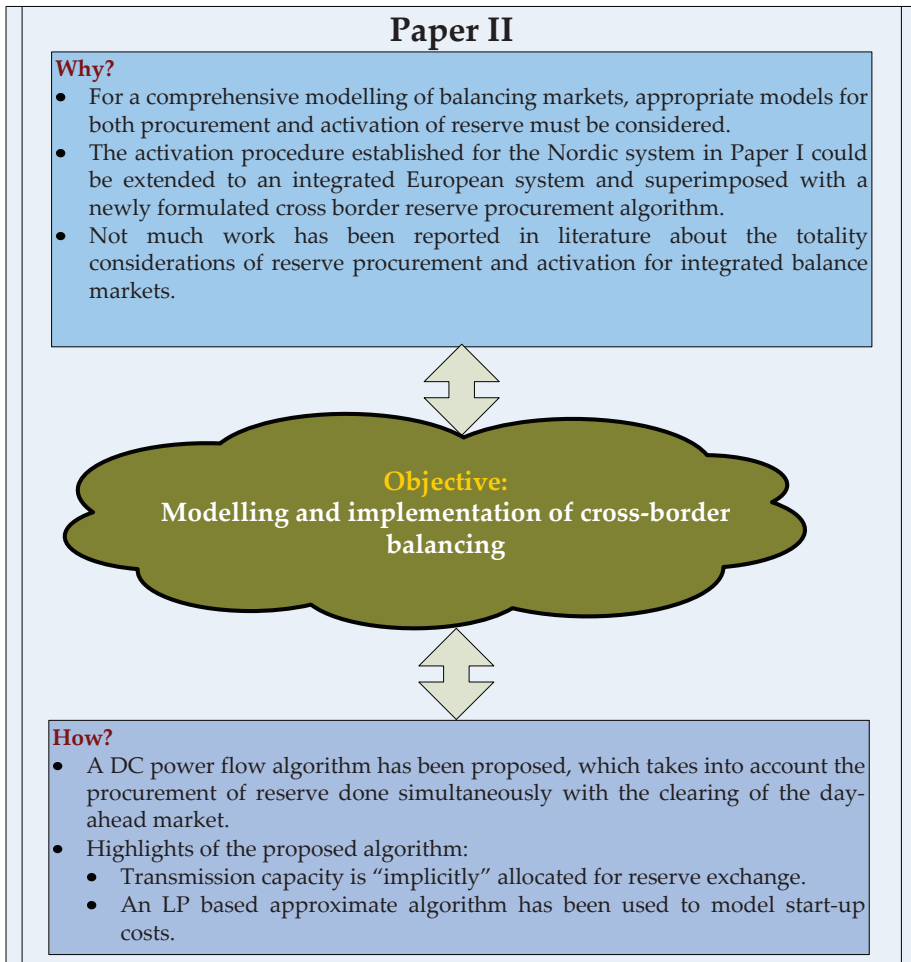 Paper II
Why?
• For a comprehensive modelling of balancing markets, appropriate models for
both procurement and activation of reserve must be considered.
• The activation procedure established for the Nordic system in Paper I could
be extended to an integrated European system and superimposed with a
newly formulated cross border reserve procurement algorithm.
• Not much work has been reported in literature about the totality
considerations of reserve procurement and activation for integrated balance
markets.
Objective:
Modelling and implementation of cross-border
balancing
How?
• A DC power flow algorithm has been proposed, which takes into account the
procurement of reserve done simultaneously with the clearing of the day-
ahead market.
• Highlights of the proposed algorithm:
• Transmission capacity is “implicitly” allocated for reserve exchange.
• An LP based approximate algorithm has been used to model start-up
costs.